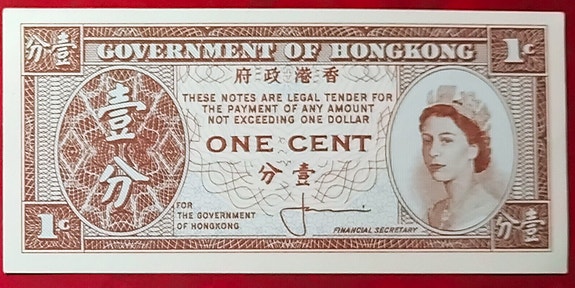 分壹
GOVERNMENT OF HONGKONG
1¢
府政港香
THESE NOTES ARE LEGAL TENDER FOR
THE PAYMENT OF ANY AMOUNT
NOT EXCEEDING ONE DOLLAR
壹分
ONE CENT
分壹
FOR
THE GOVERNMENT
OF HONGKONG
FINANCIAL SECRETARY
1¢
分壹